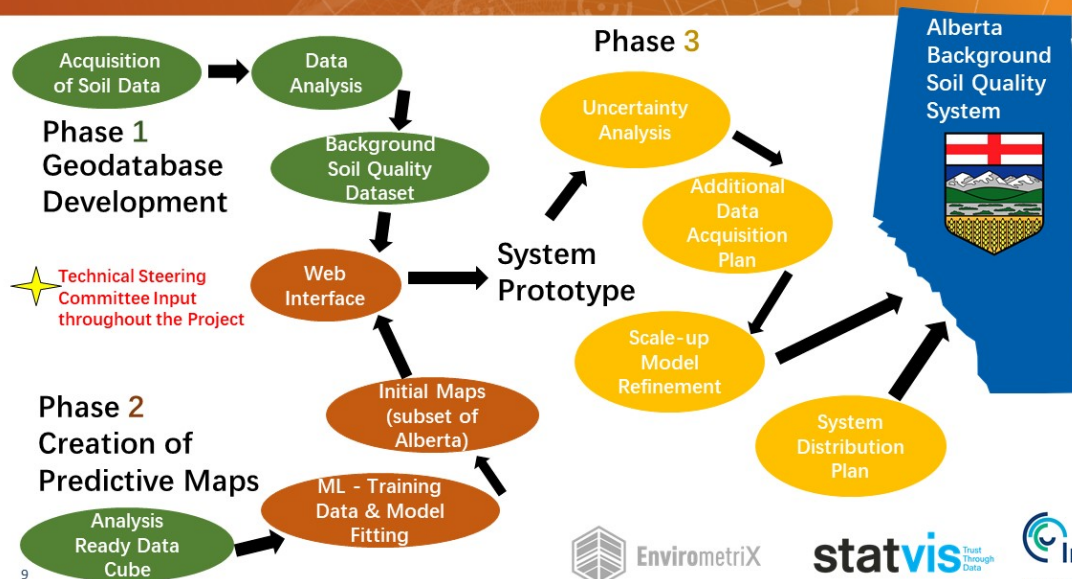 Acquisition
of Soil Data
Data
Analysis
Phase 1
Geodatabase
Development
Background
Soil Quality
Dataset
Technical Steering
Committee Input
throughout the Project
Web
Interface
System
Prototype
Phase 2
Creation of
Predictive Maps
Initial Maps
(subset of
Alberta)
ML - Training
Data & Model
Fitting
Analysis
Ready Data
Cube
Phase 3
Uncertainty
Analysis
Additional
Data
Acquisition
Plan
Scale-up
Model
Refinement
System
Distribution
Plan
Alberta
Background
Soil Quality
System
9
EnvirometriX
statvis
Trust
Through
Data